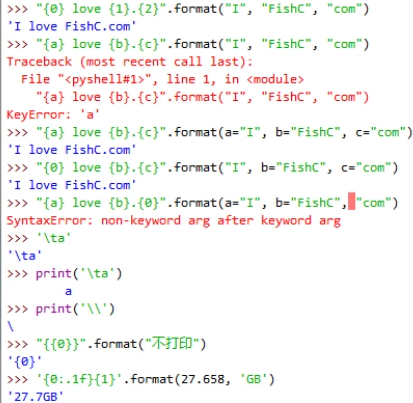 >>> "{0} love {1}.{2}".format("I", "FishC", "com")
'I love FishC.com'
>>> "{a} love {b}.{c}".format("I", "FishC", "com")
Traceback (most recent call last):
  File "<pyshell#1>", line 1, in <module>
    "{a} love {b}.{c}".format("I", "FishC", "com")
KeyError: 'a'
>>> "{a} love {b}.{c}".format(a="I", b="FishC", c="com")
'I love FishC.com'
>>> "{0} love {b}.{c}".format("I", b="FishC", c="com")
'I love FishC.com'
>>> "{a} love {b}.{0}".format(a="I", b="FishC", "com")
SyntaxError: non-keyword arg after keyword arg
>>> '\ta'
'\ta'
>>> print('\ta')
	a
>>> print('\\')
\
>>> "{{0}}".format("不打印")
'{0}'
>>> '{0:.1f}{1}'.format(27.658, 'GB')
'27.7GB'